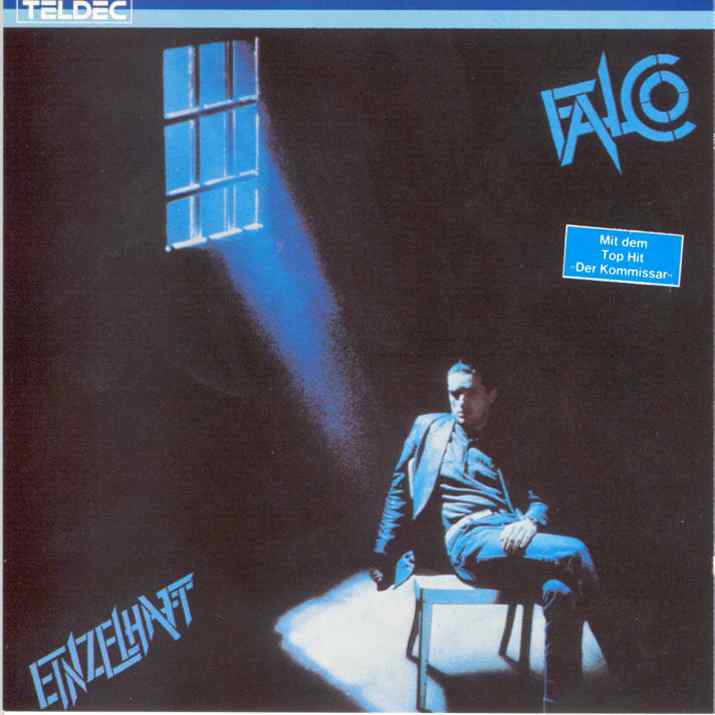 TELDEC
FALCO
Mit dem
Top Hit
-Der Kommissar-
EINZELHAFT